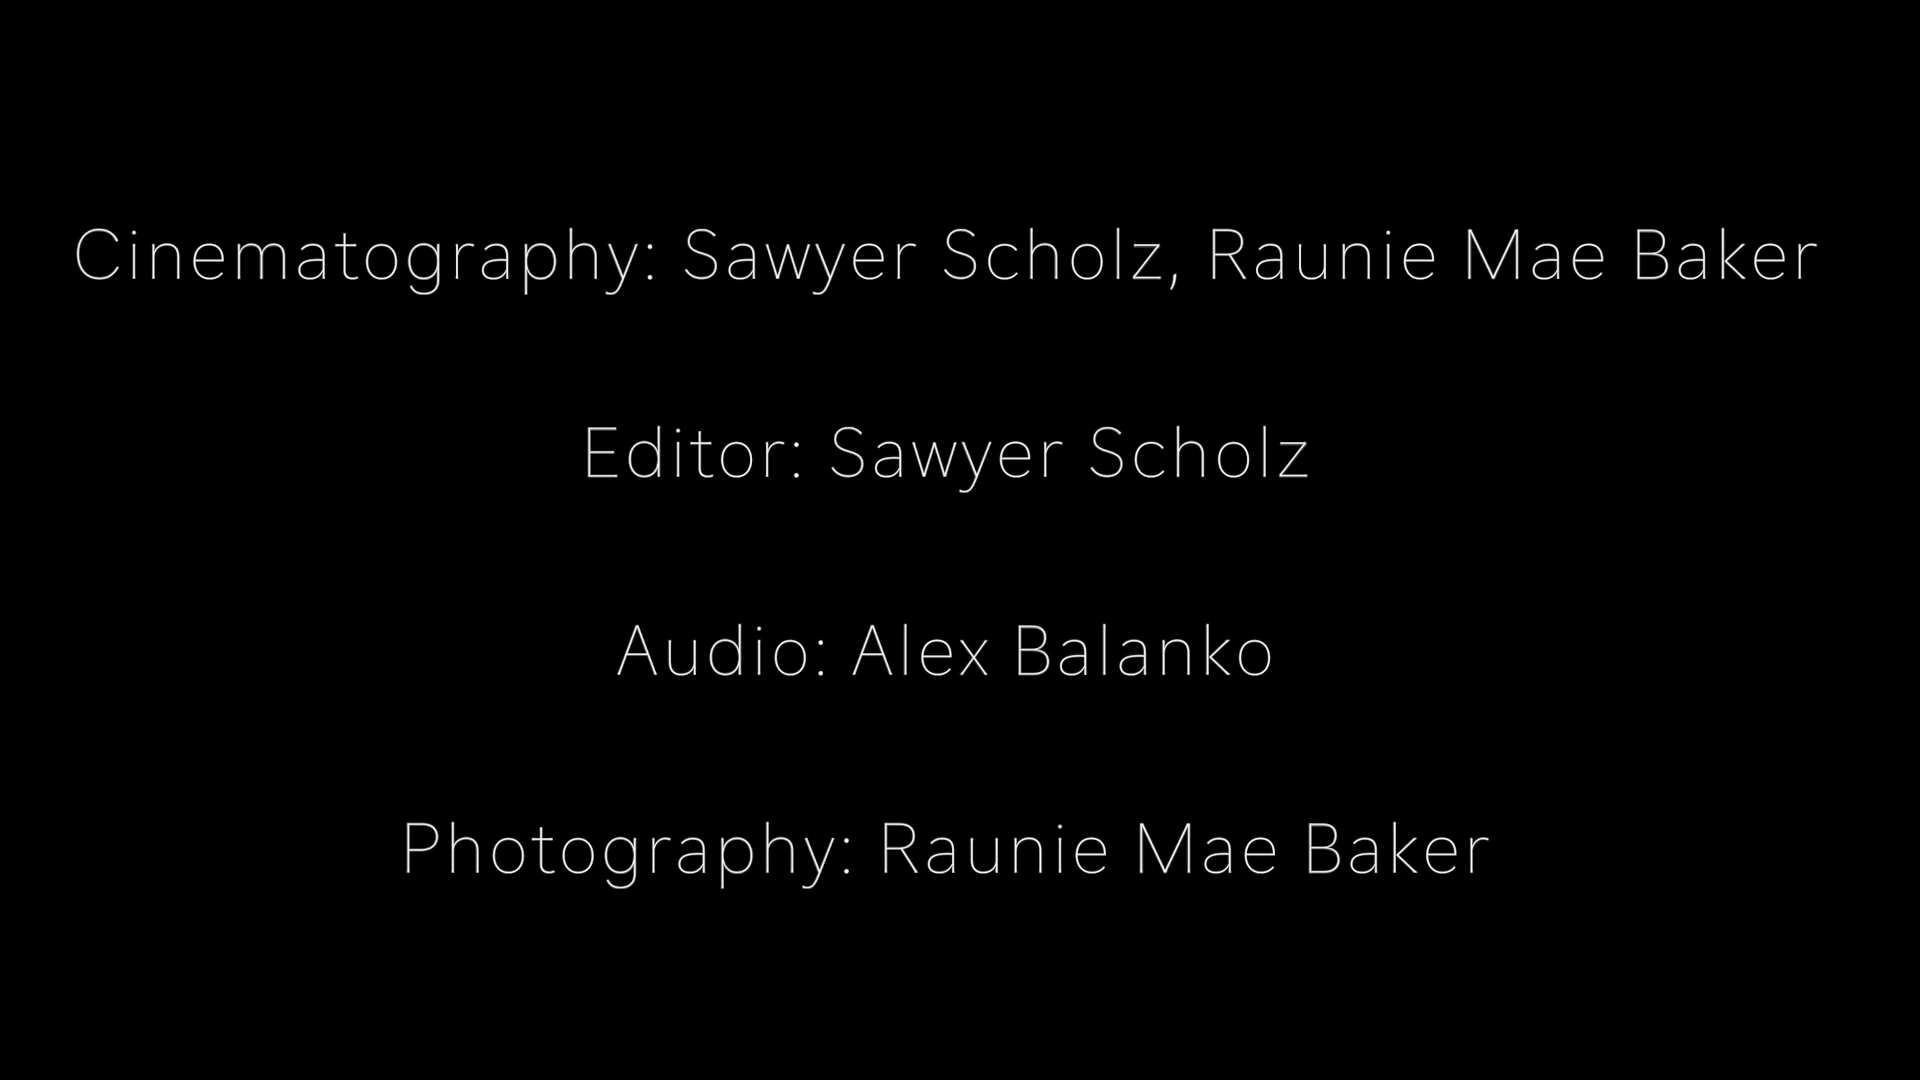 Cinematography: Sawyer Scholz, Raunie Mae Baker
Editor: Sawyer Scholz
Audio: Alex Balanko
Photography: Raunie Mae Baker